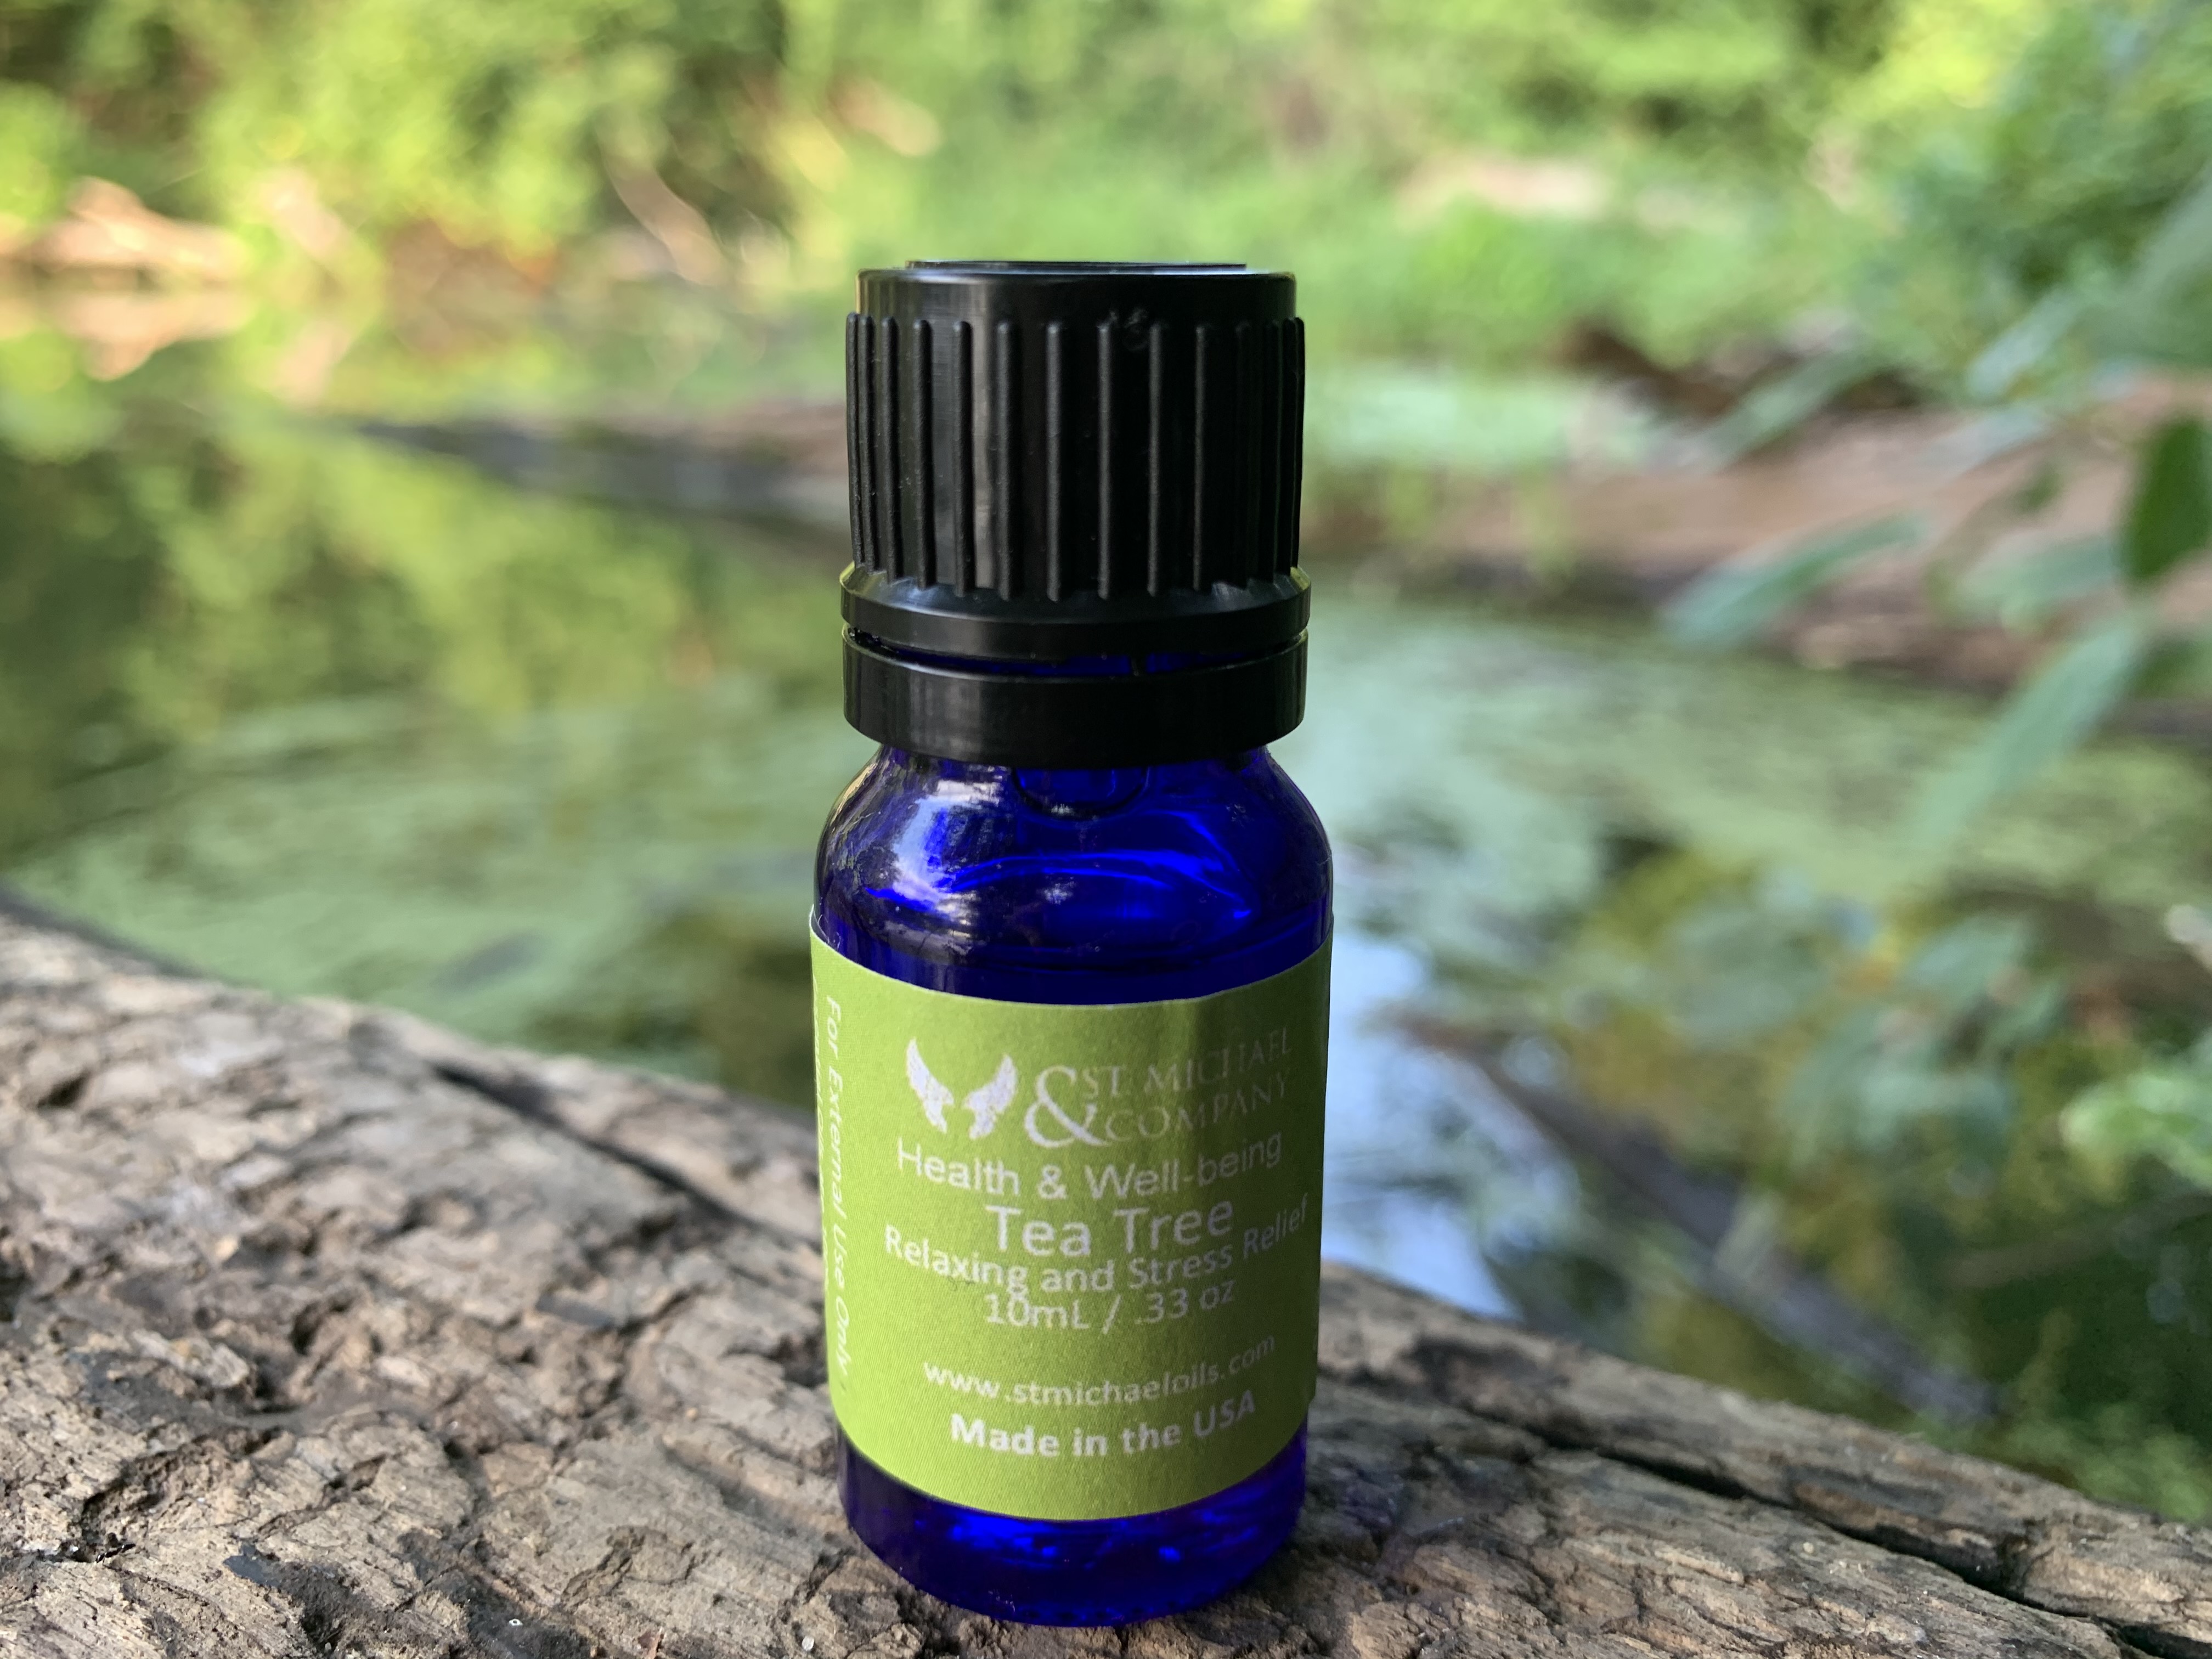 & ST. MICHAEL
COMPANY
Health & Well-being
Tea Tree
Relaxing and Stress Relief
10mL / .33 oz
www.stmichaeloils.com
Made in the USA
For External Use Only.